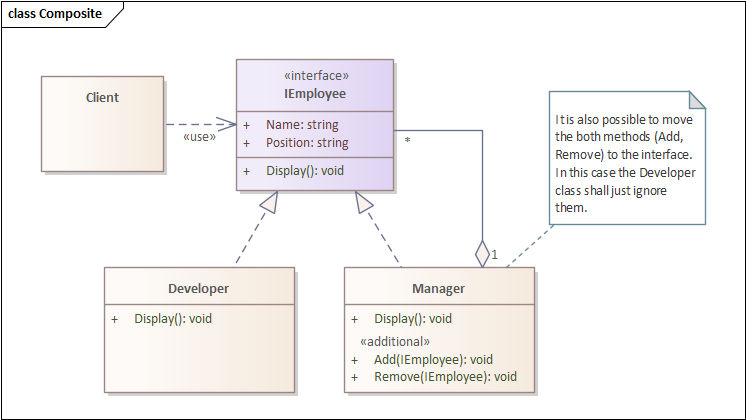 class Composite
Client
«use»
«interface»
IEmployee
+ Name: string
+ Position: string
+ Display(): void
*
1
It is also possible to move
the both methods (Add,
Remove) to the interface.
In this case the Developer
class shall just ignore
them.
Developer
+ Display(): void
Manager
+ Display(): void
«additional»
+ Add(IEmployee): void
+ Remove(IEmployee): void